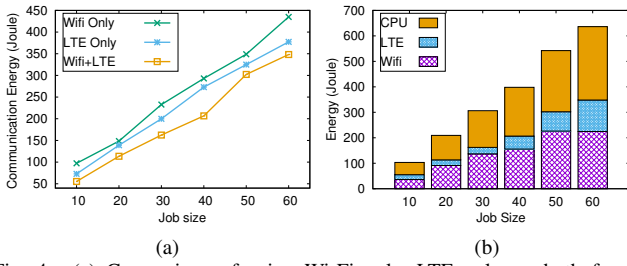 Communication Energy (Joule)
450
400
350
300
250
200
150
100
50
Wifi Only
LTE Only
Wifi+LTE
10 20 30 40 50 60
Job size
(a)
Energy (Joule)
700
600
500
400
300
200
100
0
CPU
LTE
Wifi
10 20 30 40 50 60
Job Size
(b)